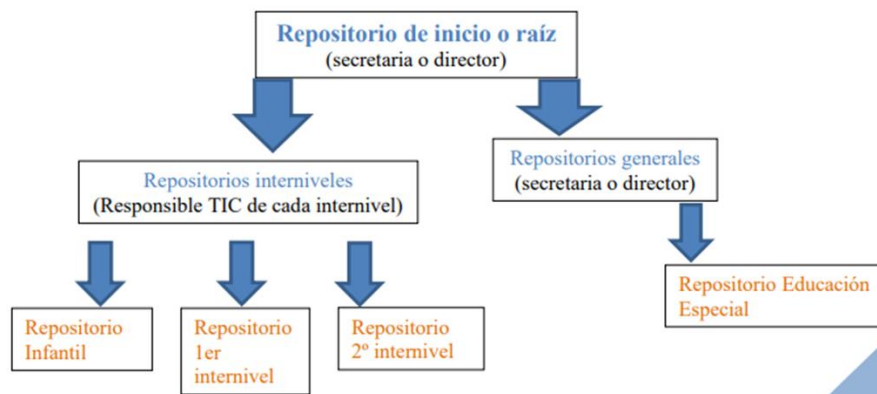 Repositorio de inicio o raíz
(secretaria o director)
Repositorios interniveles
(Responsible TIC de cada internivel)
Repositorios generales
(secretaria o director)
Repositorio
Infantil
Repositorio
1er
internivel
Repositorio
2º internivel
Repositorio Educación
Especial